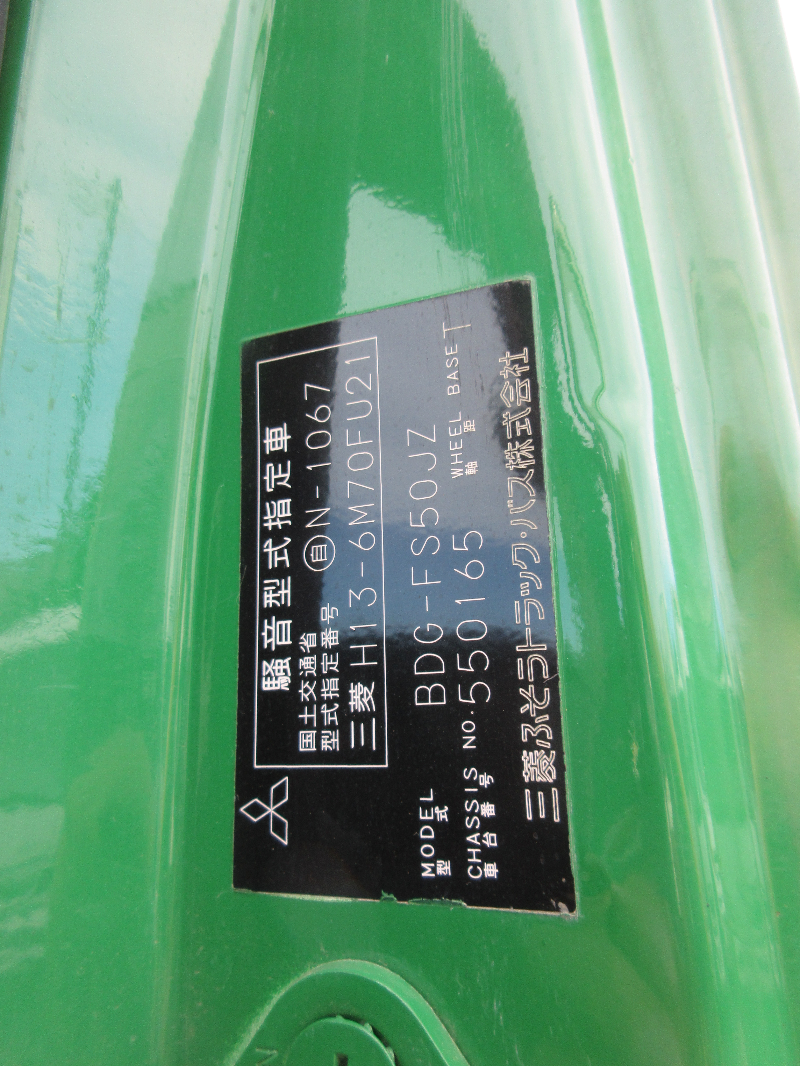 騒音型式指定車
国土交通省
型式指定番号 自N-1067
三菱 H13-6M70FU21
MODEL
型式 BDG-FS50JZ
CHASSIS NO.
車台番号 550165
WHEEL BASE
軸距 T
三菱ふそうトラック・バス株式会社
N